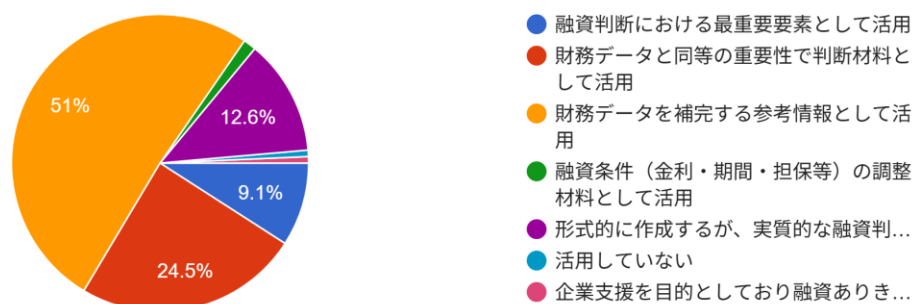 融資判断における最重要要素として活用
財務データと同等の重要性で判断材料と
して活用
51%
財務データを補完する参考情報として活
用
12.6%
融資条件（金利・期間・担保等）の調整
材料として活用
9.1%
形式的に作成するが、実質的な融資判…
活用していない
24.5%
企業支援を目的としており融資ありき…